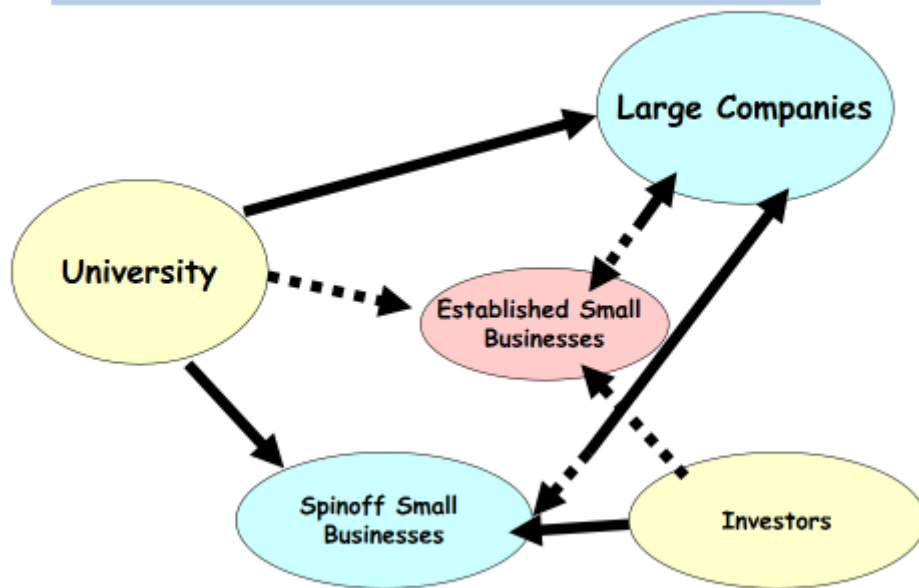 Large Companies
University
Established Small
Businesses
Spinoff Small
Businesses
Investors